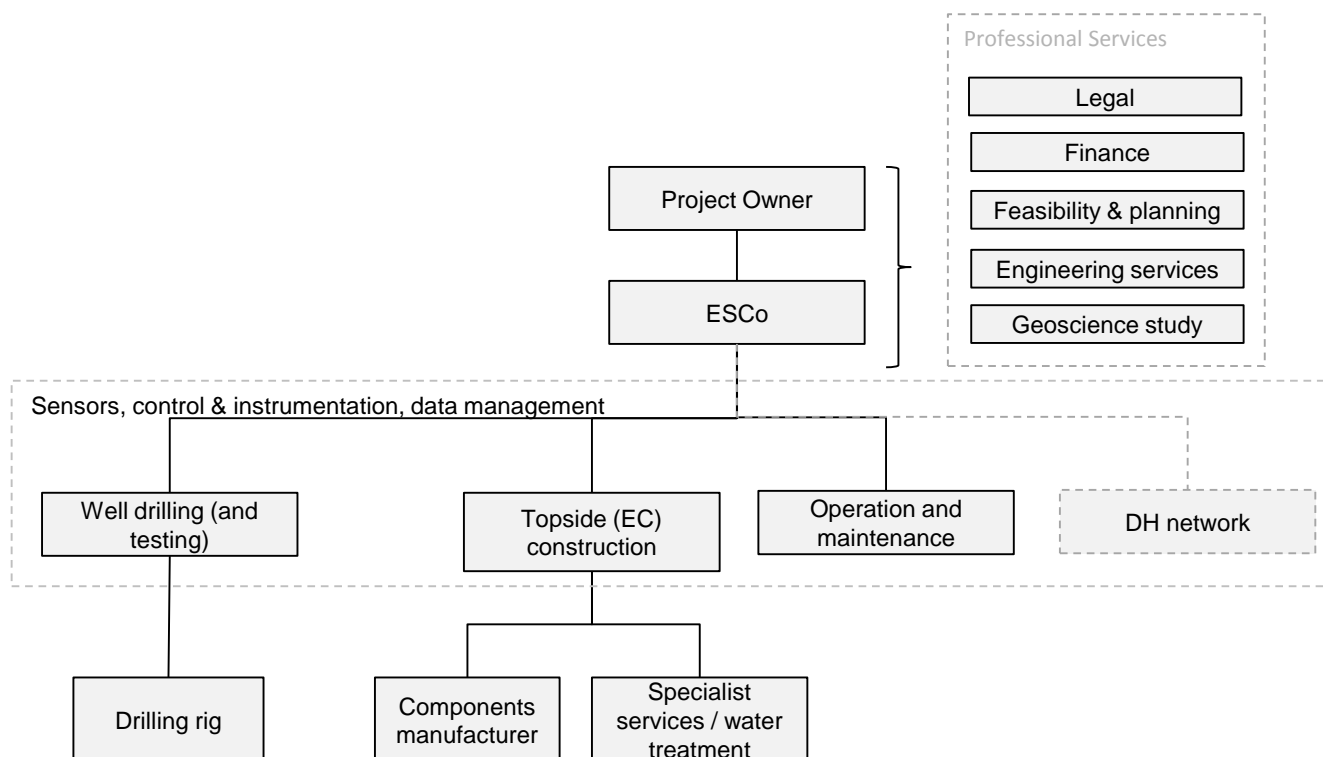 Professional Services
Legal
Finance
Project Owner
Feasibility & planning
Engineering services
ESCo
Geoscience study
Sensors, control & instrumentation, data management
Well drilling (and
testing)
Topside (EC)
construction
Operation and
maintenance
DH network
Drilling rig
Components
manufacturer
Specialist
services / water
treatment